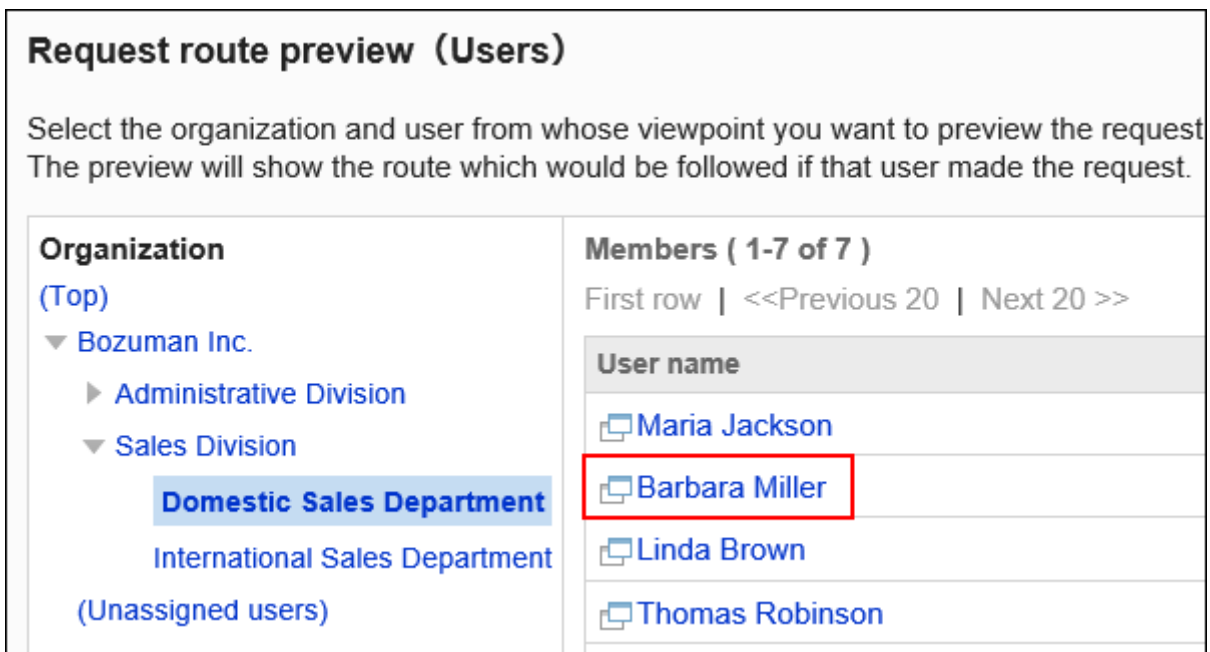 Request route preview（Users）
Select the organization and user from whose viewpoint you want to preview the request
The preview will show the route which would be followed if that user made the request.
Organization
(Top)
Bozuman Inc.
Administrative Division
Sales Division
Domestic Sales Department
International Sales Department
(Unassigned users)
Members ( 1-7 of 7 )
First row | <<Previous 20 | Next 20 >>
User name
Maria Jackson
Barbara Miller
Linda Brown
Thomas Robinson